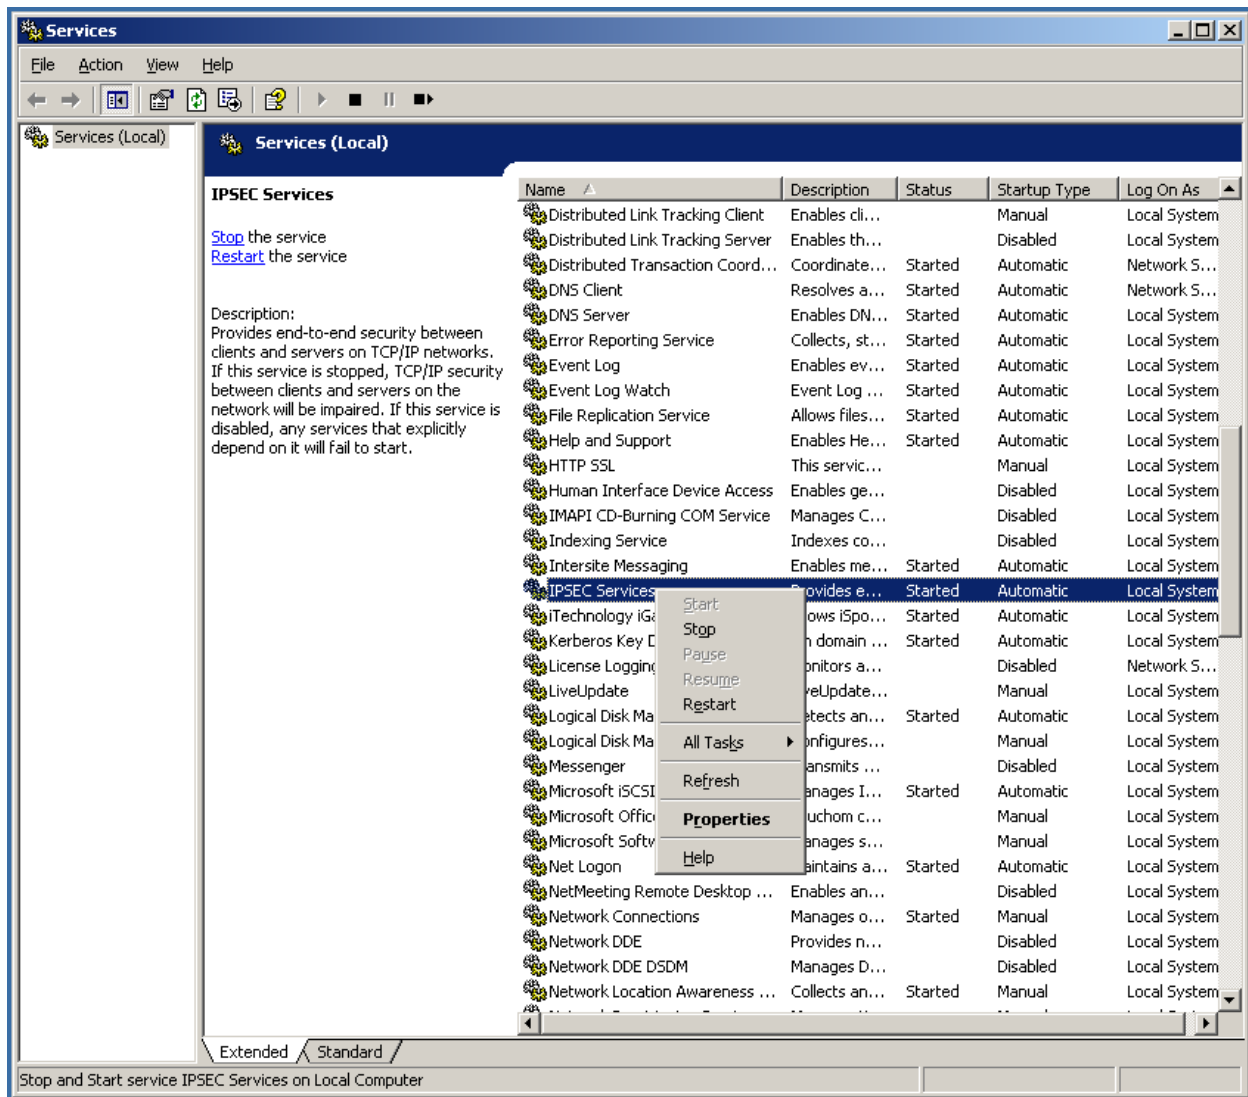 Services
File Action View Help
Services (Local)
Services (Local)
IPSEC Services
Stop the service
Restart the service
Description:
Provides end-to-end security between
clients and servers on TCP/IP networks.
If this service is stopped, TCP/IP security
between clients and servers on the
network will be impaired. If this service is
disabled, any services that explicitly
depend on it will fail to start.
Name Description Status Startup Type Log On As
Distributed Link Tracking Client Enables cli... Manual Local System
Distributed Link Tracking Server Enables th... Disabled Local System
Distributed Transaction Coord... Coordinate... Started Automatic Network S...
DNS Client Resolves a... Started Automatic Network S...
DNS Server Enables DN... Started Automatic Local System
Error Reporting Service Collects, st... Started Automatic Local System
Event Log Enables ev... Started Automatic Local System
Event Log Watch Event Log ... Started Automatic Local System
File Replication Service Allows files... Started Automatic Local System
Help and Support Enables He... Started Automatic Local System
HTTP SSL This servic... Manual Local System
Human Interface Device Access Enables ge... Disabled Local System
IMAPI CD-Burning COM Service Manages C... Disabled Local System
Indexing Service Indexes co... Disabled Local System
Intersite Messaging Enables me... Started Automatic Local System
IPSEC Services Provides e... Started Automatic Local System
iTechnology iGa ows iSpo... Started Automatic Local System
Kerberos Key D n domain ... Started Automatic Local System
License Logging onitors a... Disabled Network S...
LiveUpdate veUpdate... Manual Local System
Logical Disk Ma etects an... Started Automatic Local System
Logical Disk Ma onfigures... Manual Local System
Messenger ansmits ... Disabled Local System
Microsoft iSCSI anages I... Started Automatic Local System
Microsoft Offic uchom c... Manual Local System
Microsoft Softw anages s... Manual Local System
Net Logon aintains a... Started Automatic Local System
NetMeeting Remote Desktop ... Enables an... Disabled Local System
Network Connections Manages o... Started Manual Local System
Network DDE Provides n... Disabled Local System
Network DDE DSDM Manages D... Disabled Local System
Network Location Awareness ... Collects an... Started Manual Local System
Start
Stop
Pause
Resume
Restart
All Tasks
Refresh
Properties
Help
Extended Standard
Stop and Start service IPSEC Services on Local Computer